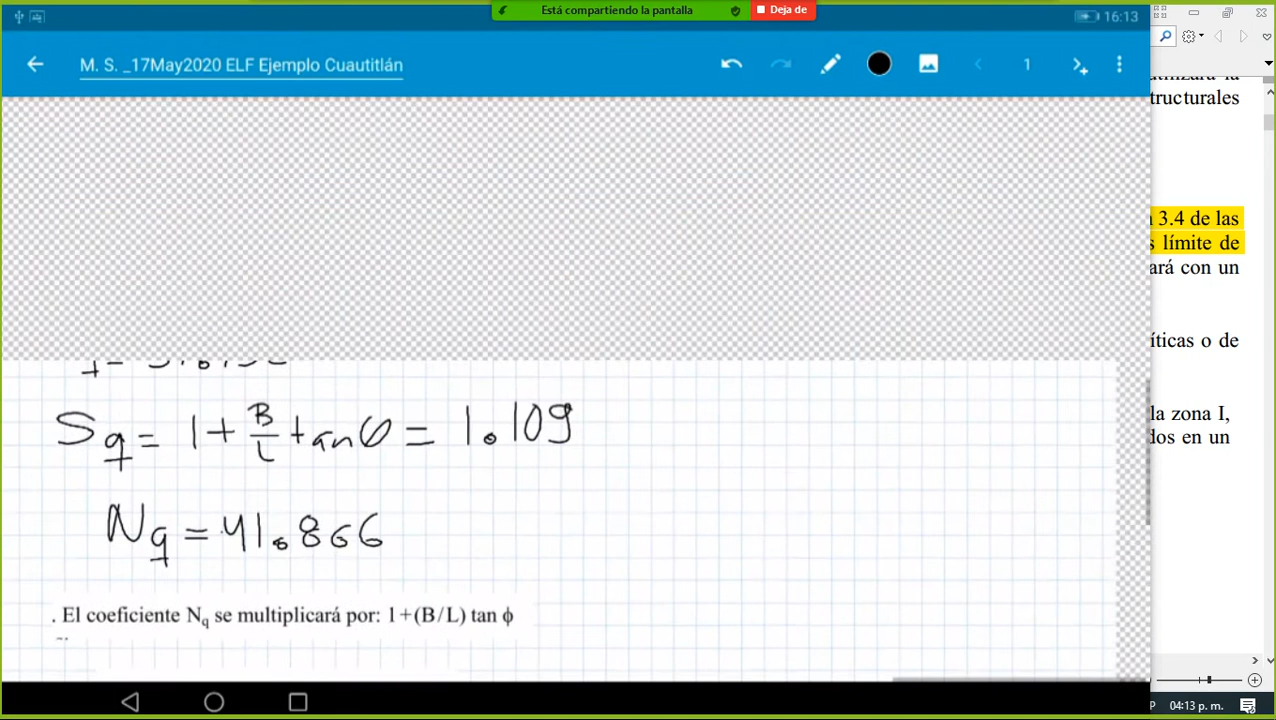 Está compartiendo la pantalla
Deja de
16:13
M. S. _17May2020 ELF Ejemplo Cuautitlán
1
utilizará la
tructurales
3.4 de las
s límite de
ará con un
íticas o de
la zona I,
dos en un
Sq = 1 + B/L tan φ = 1.109
Nq = 41.866
. El coeficiente Nq se multiplicará por: 1+(B/L) tan ϕ
P 04:13 p. m.